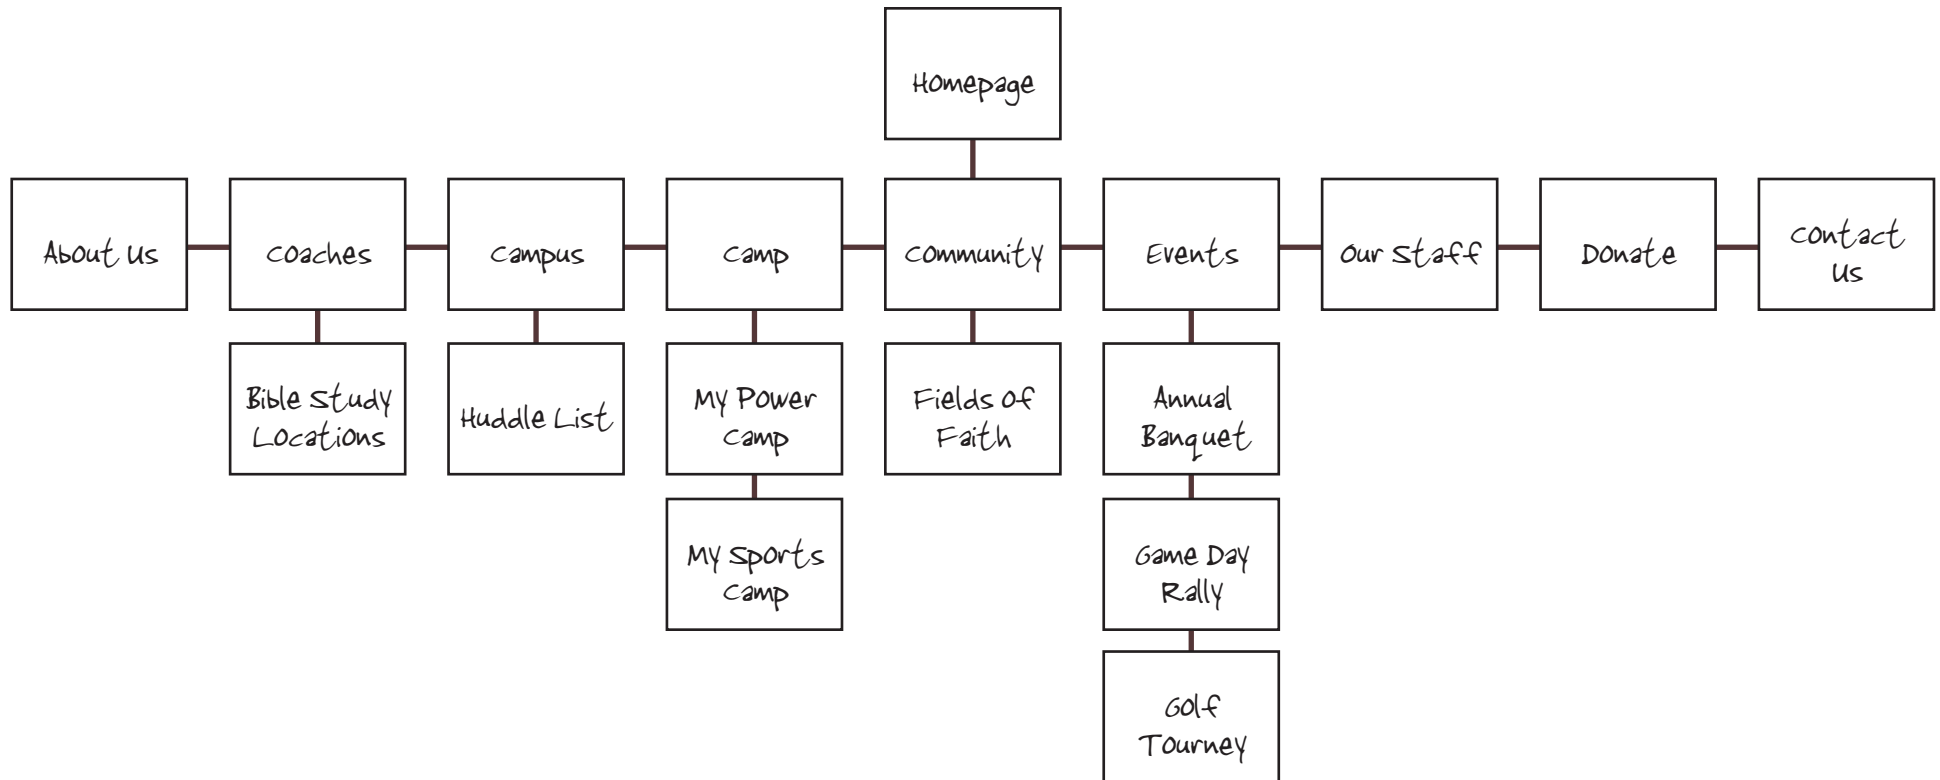 Homepage
About Us
Coaches
Campus
Camp
Community
Events
Our Staff
Donate
Contact
Us
Bible Study
Locations
Huddle List
My Power
Camp
Fields of
Faith
Annual
Banquet
My Sports
Camp
Game Day
Rally
Golf
Tourney